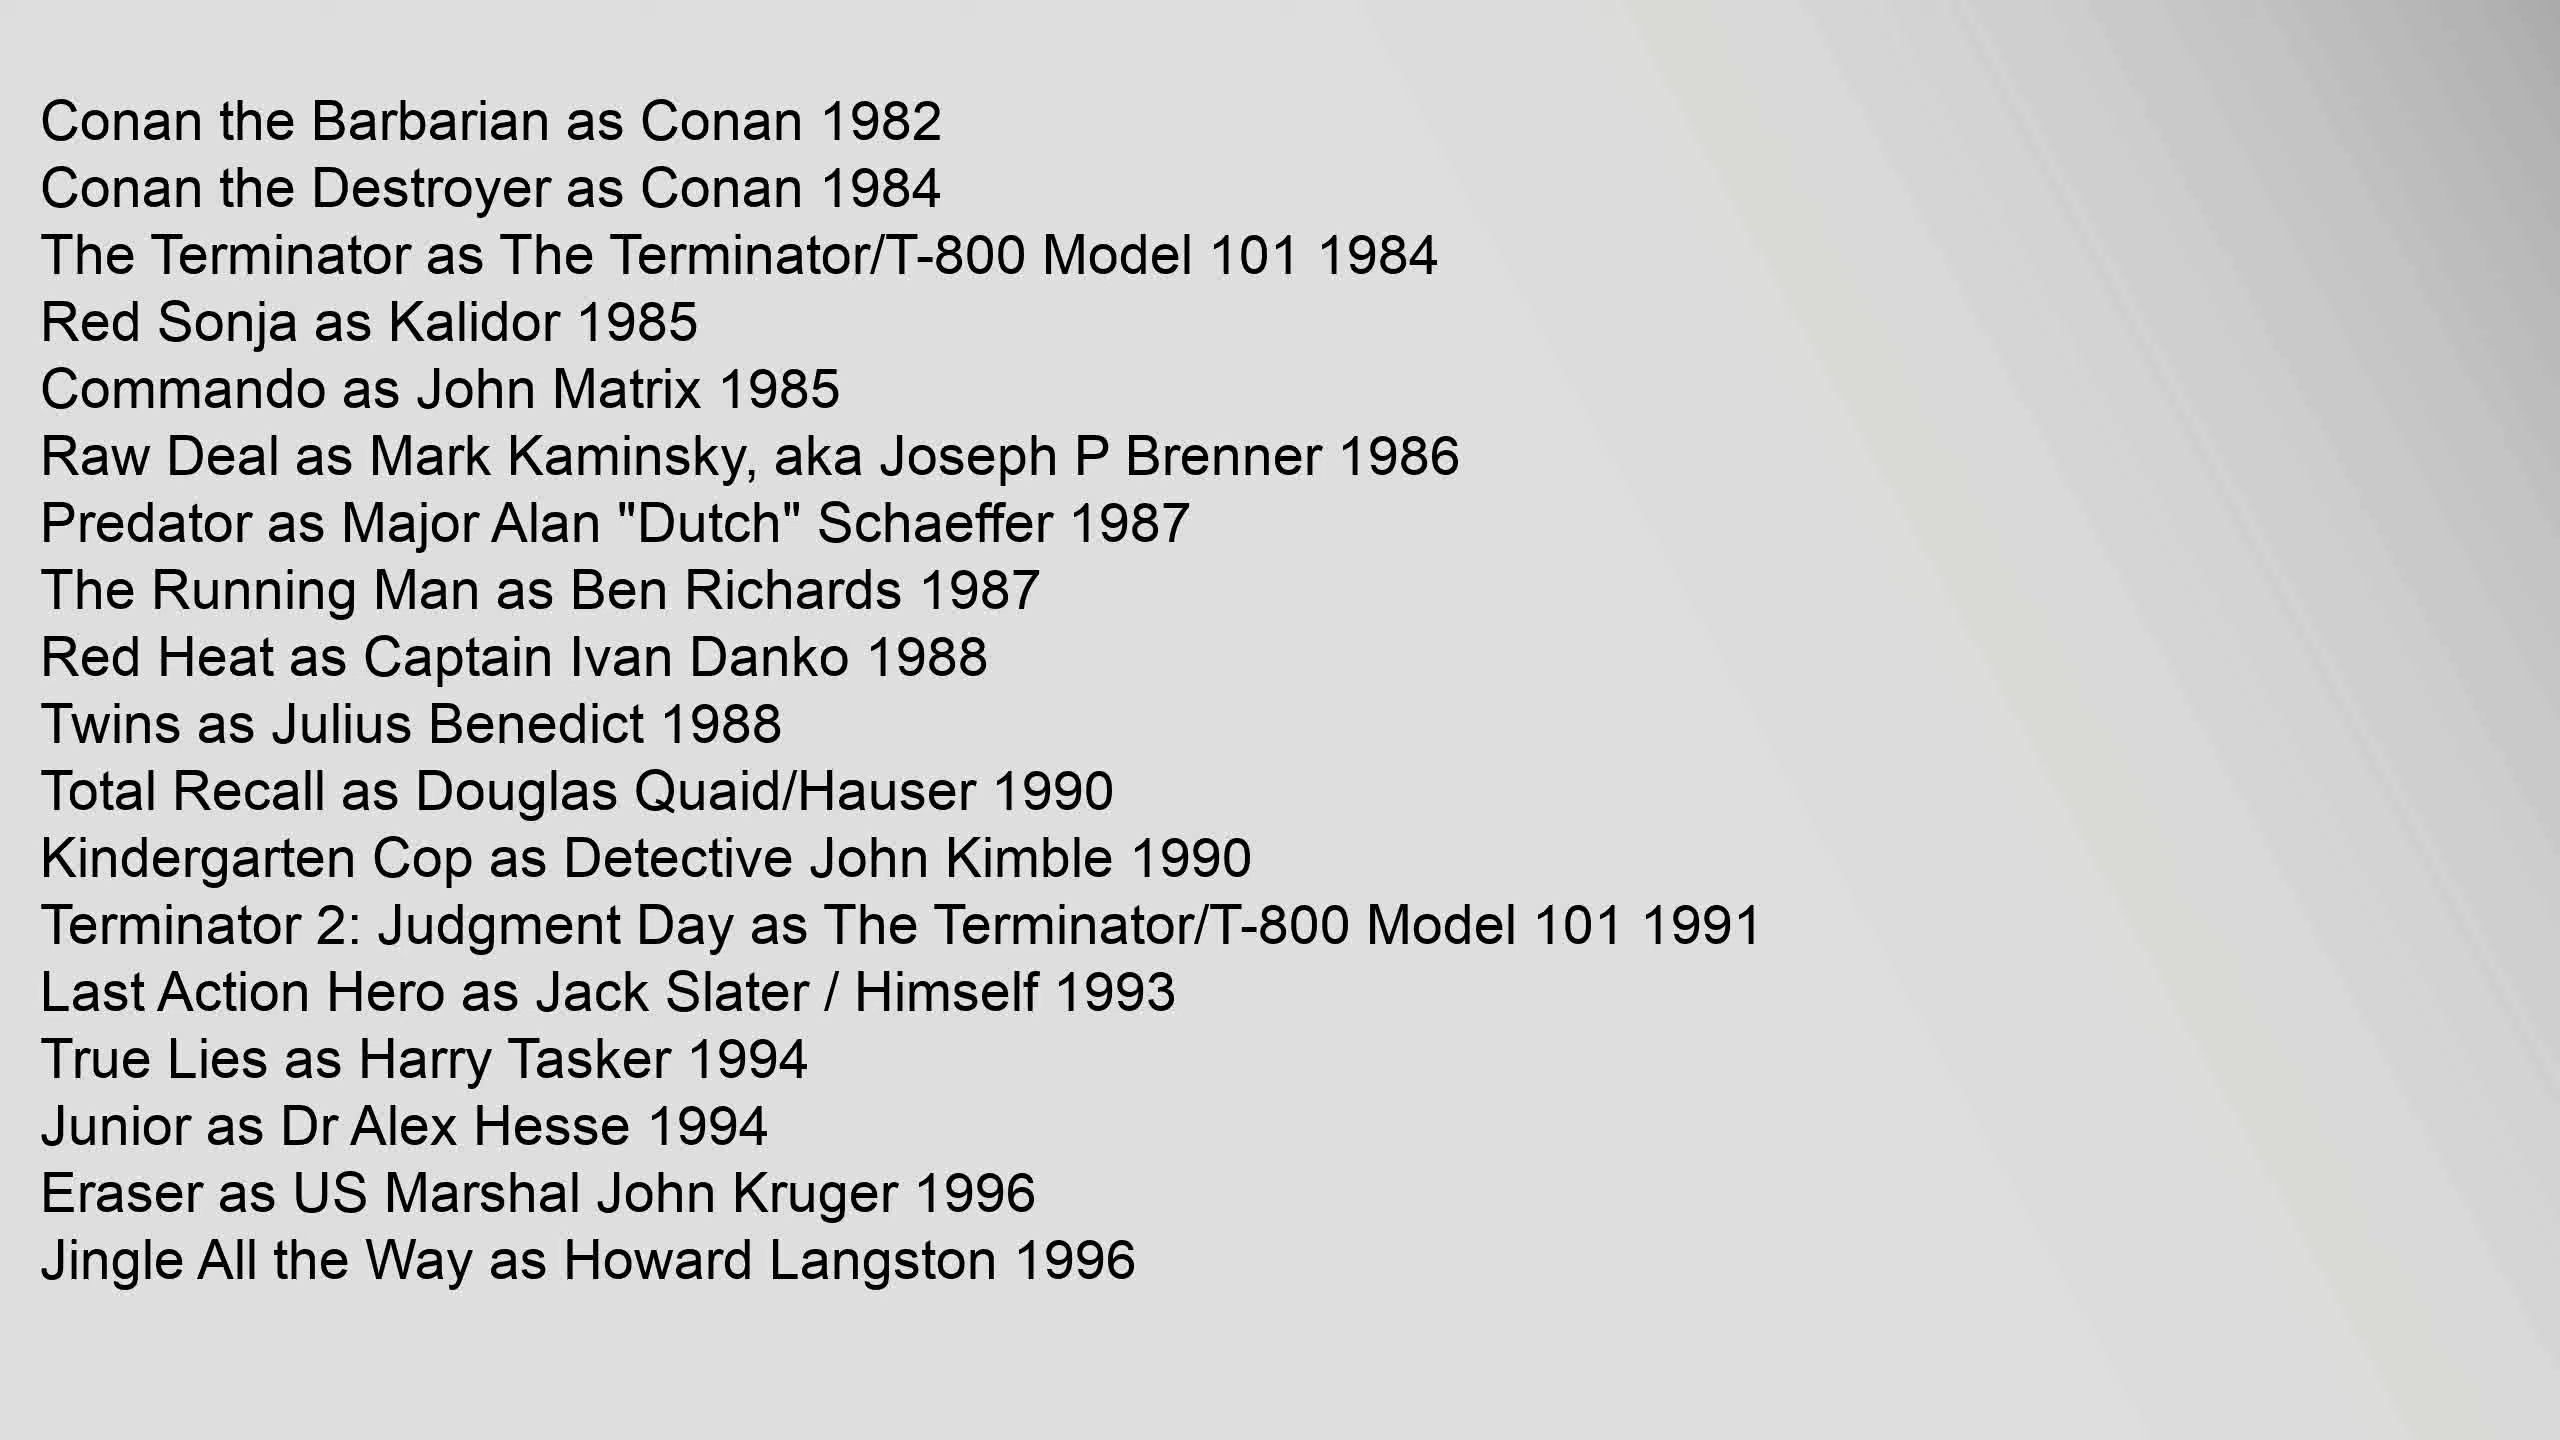 Conan the Barbarian as Conan 1982
Conan the Destroyer as Conan 1984
The Terminator as The Terminator/T-800 Model 101 1984
Red Sonja as Kalidor 1985
Commando as John Matrix 1985
Raw Deal as Mark Kaminsky, aka Joseph P Brenner 1986
Predator as Major Alan "Dutch" Schaeffer 1987
The Running Man as Ben Richards 1987
Red Heat as Captain Ivan Danko 1988
Twins as Julius Benedict 1988
Total Recall as Douglas Quaid/Hauser 1990
Kindergarten Cop as Detective John Kimble 1990
Terminator 2: Judgment Day as The Terminator/T-800 Model 101 1991
Last Action Hero as Jack Slater / Himself 1993
True Lies as Harry Tasker 1994
Junior as Dr Alex Hesse 1994
Eraser as US Marshal John Kruger 1996
Jingle All the Way as Howard Langston 1996